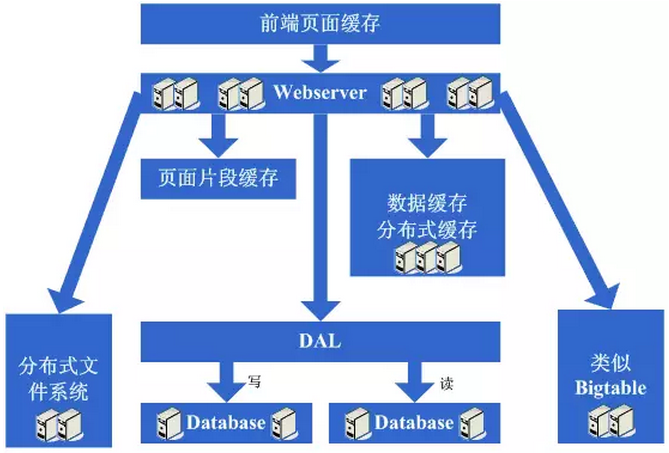 前端页面缓存
Webserver
页面片段缓存
数据缓存
分布式缓存
DAL
分布式文
件系统
写
读
类似
Bigtable
Database
Database